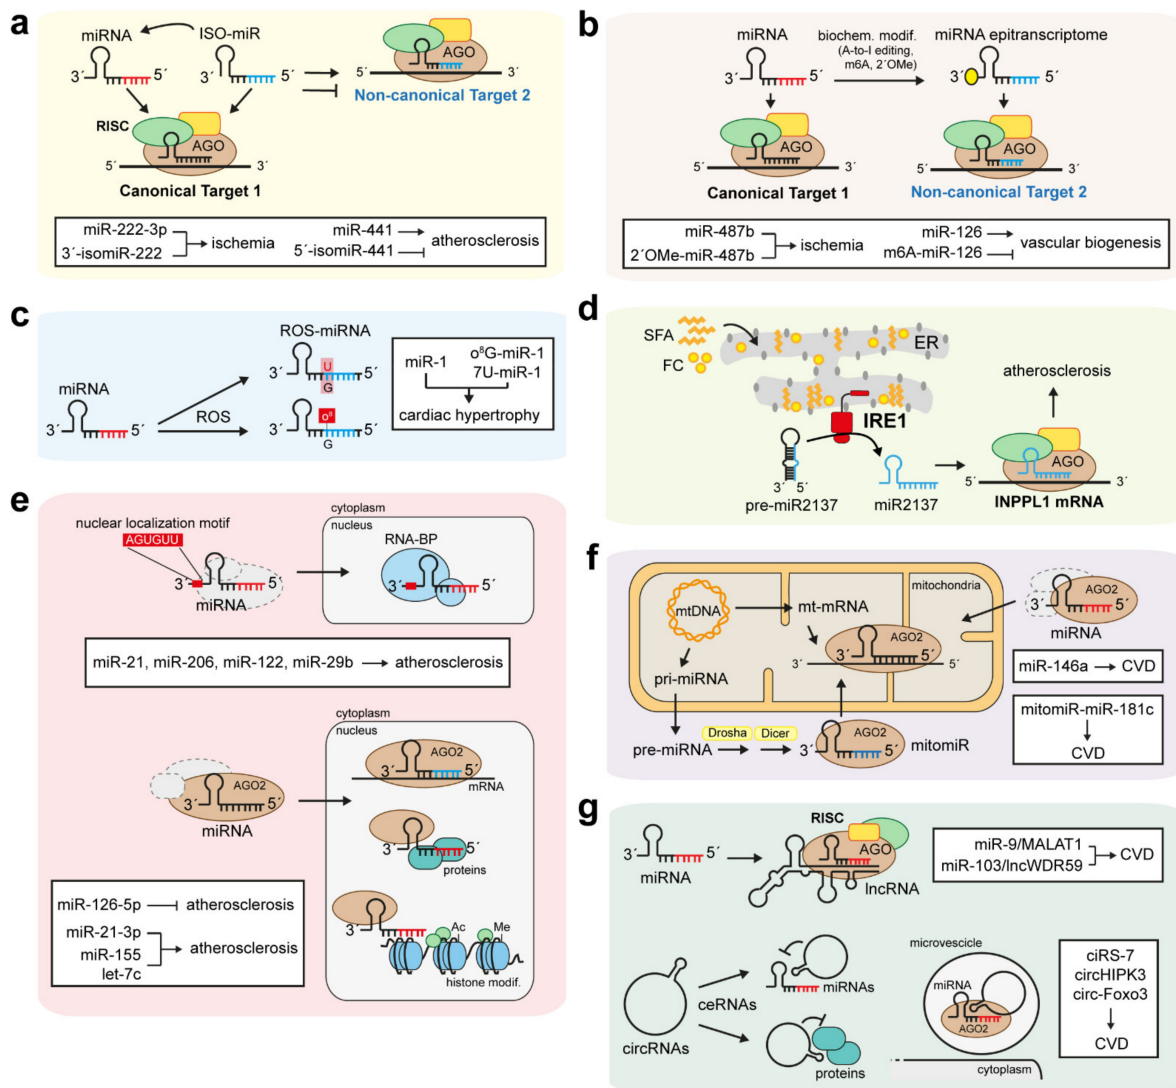 a
miRNA
ISO-miR
3´
5´
3´
5´
AGO
5´
3´
Non-canonical Target 2
RISC
AGO
5´
3´
Canonical Target 1
miR-222-3p
3´-isomiR-222
ischemia
miR-441
5´-isomiR-441
atherosclerosis
b
miRNA
biochem. modif.
(A-to-I editing,
m6A, 2´OMe)
miRNA epitranscriptome
3´
5´
3´
5´
AGO
5´
3´
Canonical Target 1
AGO
5´
3´
Non-canonical Target 2
miR-487b
2´OMe-miR-487b
ischemia
miR-126
m6A-miR-126
vascular biogenesis
c
ROS-miRNA
miRNA
3´
5´
ROS
3´
U
G
5´
3´
o⁸
G
5´
miR-1
o⁸G-miR-1
7U-miR-1
cardiac hypertrophy
d
SFA
FC
ER
IRE1
3´ 5´
pre-miR2137
3´
5´
miR2137
atherosclerosis
AGO
5´
3´
INPPL1 mRNA
e
nuclear localization motif
AGUGUU
3´
5´
miRNA
cytoplasm
nucleus
RNA-BP
3´
5´
miR-21, miR-206, miR-122, miR-29b
atherosclerosis
AGO2
3´
5´
miRNA
cytoplasm
nucleus
AGO2
3´
5´
mRNA
3´
5´
proteins
3´
Ac
Me
histone modif.
miR-126-5p
atherosclerosis
miR-21-3p
miR-155
let-7c
atherosclerosis
f
mitochondria
mtDNA
mt-mRNA
AGO2
3´
5´
3´
5´
pri-miRNA
pre-miRNA
Drosha
Dicer
AGO2
3´
5´
mitomiR
AGO2
3´
5´
miRNA
miR-146a
CVD
mitomiR-miR-181c
CVD
g
3´
5´
miRNA
RISC
AGO
lncRNA
miR-9/MALAT1
miR-103/lncWDR59
CVD
circRNAs
ceRNAs
miRNAs
proteins
microvescicle
miRNA
AGO2
cytoplasm
ciRS-7
circHIPK3
circ-Foxo3
CVD